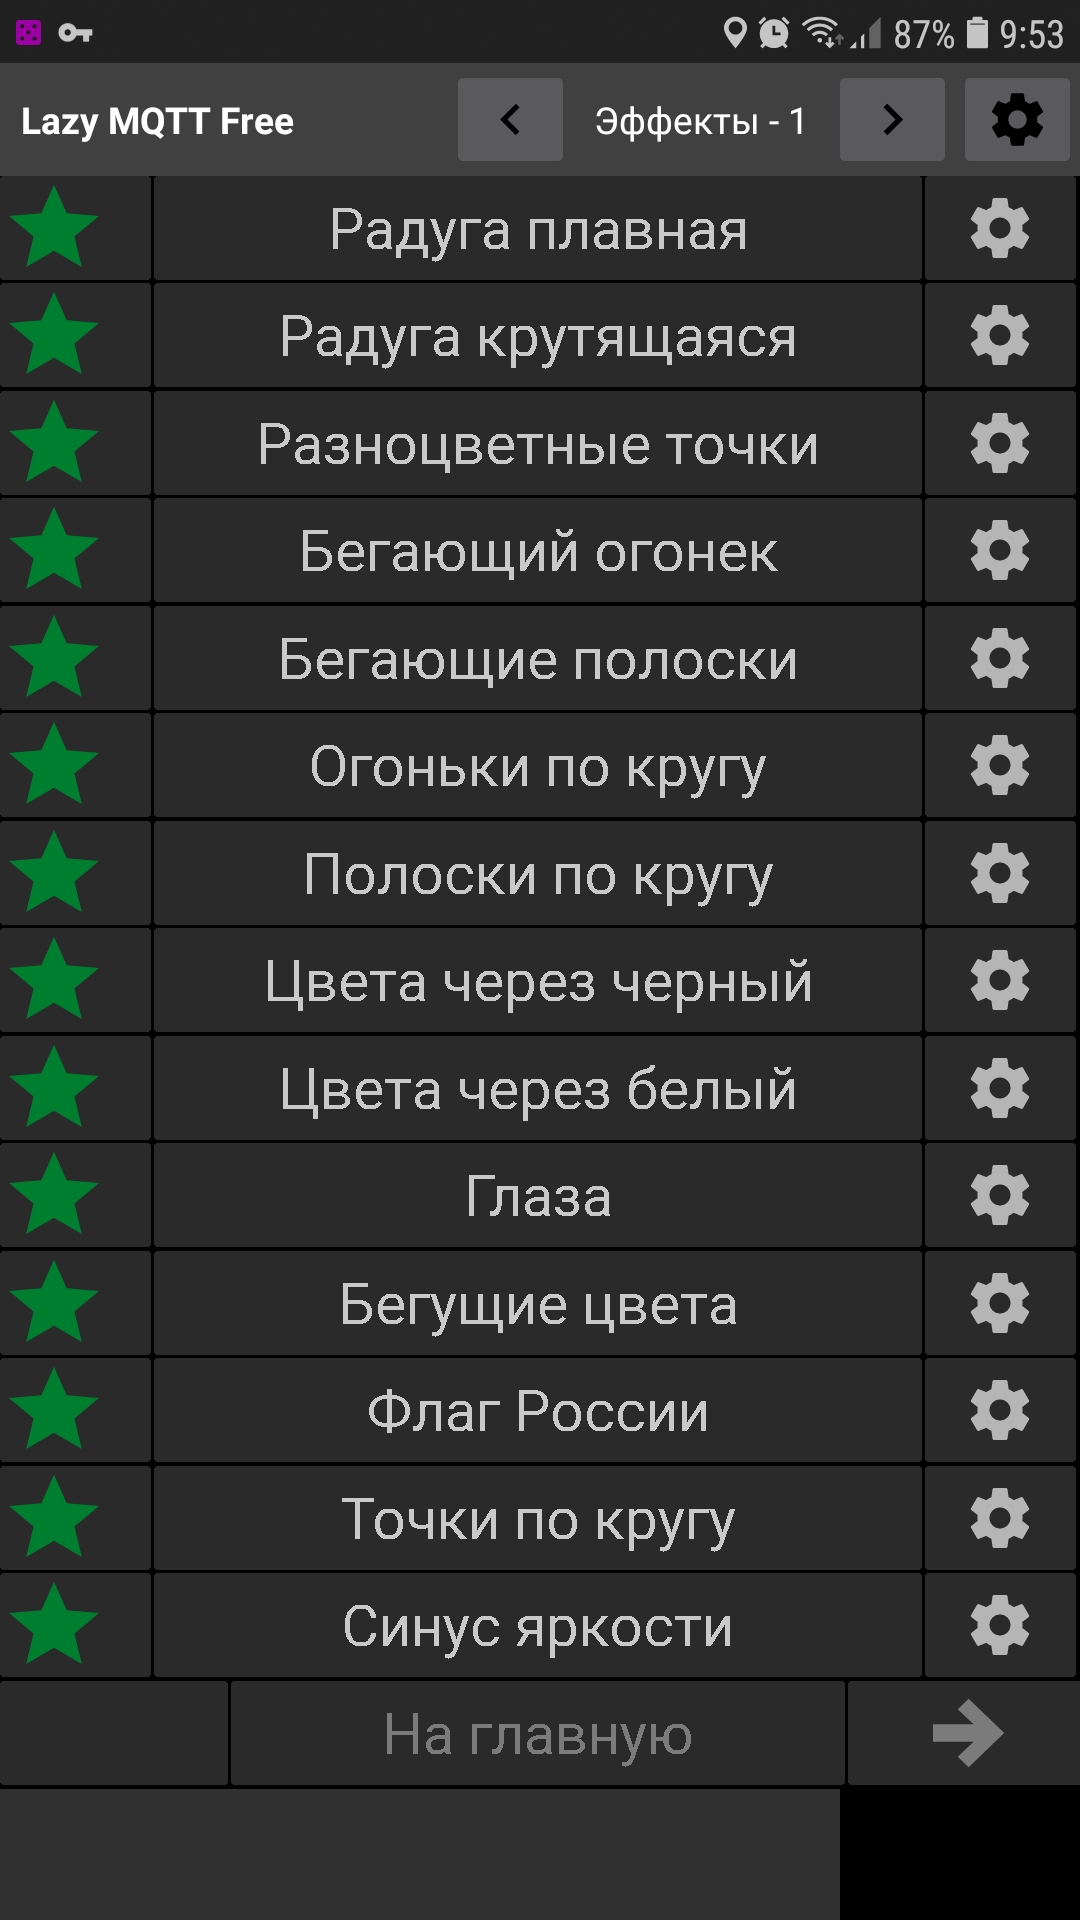 87% 9:53
Lazy MQTT Free Эффекты - 1
Радуга плавная
Радуга крутящаяся
Разноцветные точки
Бегающий огонек
Бегающие полоски
Огоньки по кругу
Полоски по кругу
Цвета через черный
Цвета через белый
Глаза
Бегущие цвета
Флаг России
Точки по кругу
Синус яркости
На главную